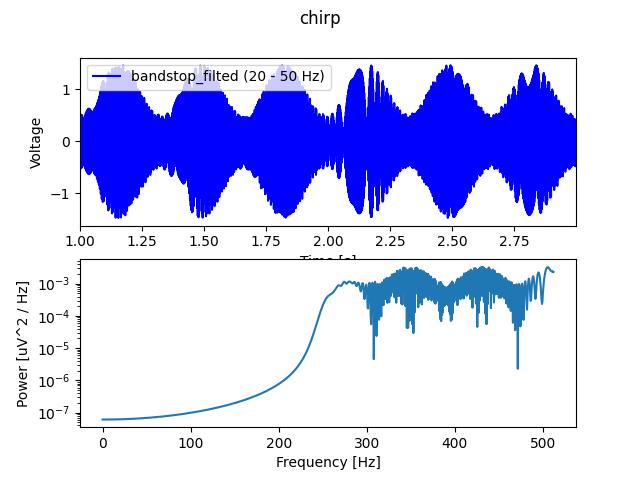 chirp
bandstop_filted (20 - 50 Hz)
Voltage
1
0
−1
1.00 1.25 1.50 1.75 2.00 2.25 2.50 2.75
Time [s]
Power [uV^2 / Hz]
10^−3
10^−4
10^−5
10^−6
10^−7
0 100 200 300 400 500
Frequency [Hz]